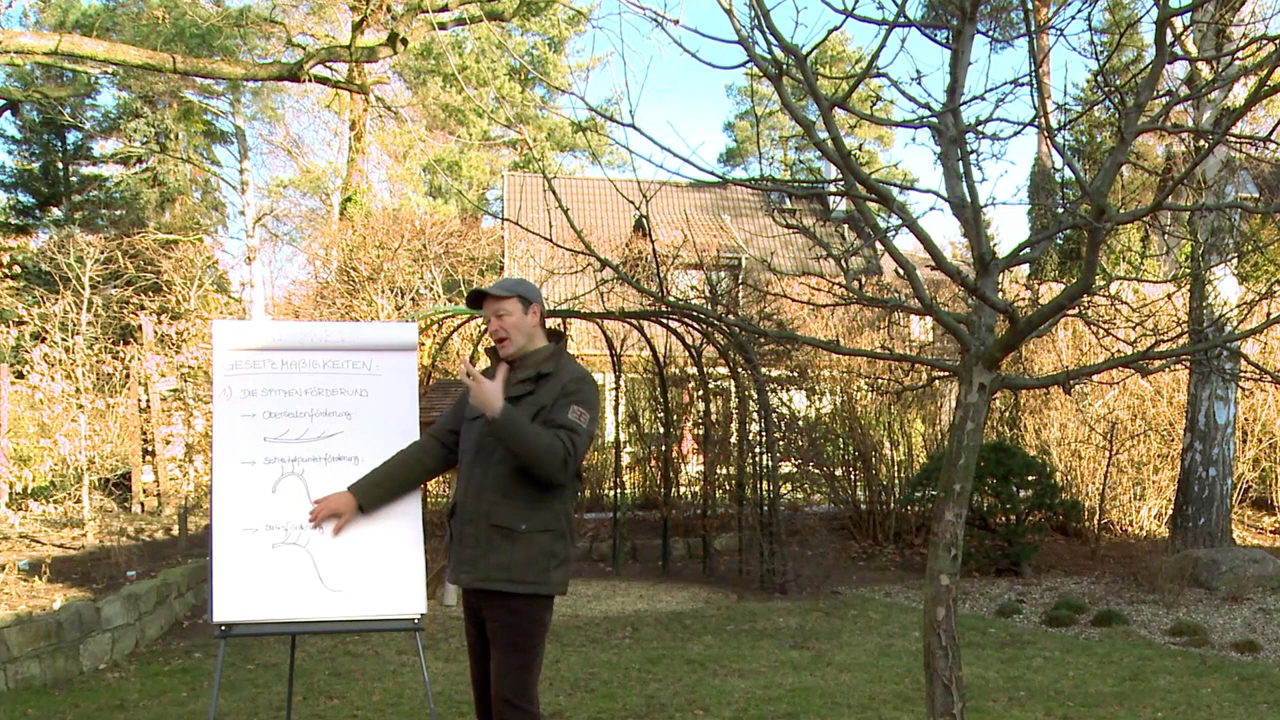 GESETZMÄßIGKEITEN:
1) DIE SPITZENFÖRDERUNG
→ Oberseitenförderung
→ Scheitelpunktförderung:
→ Basisförderung